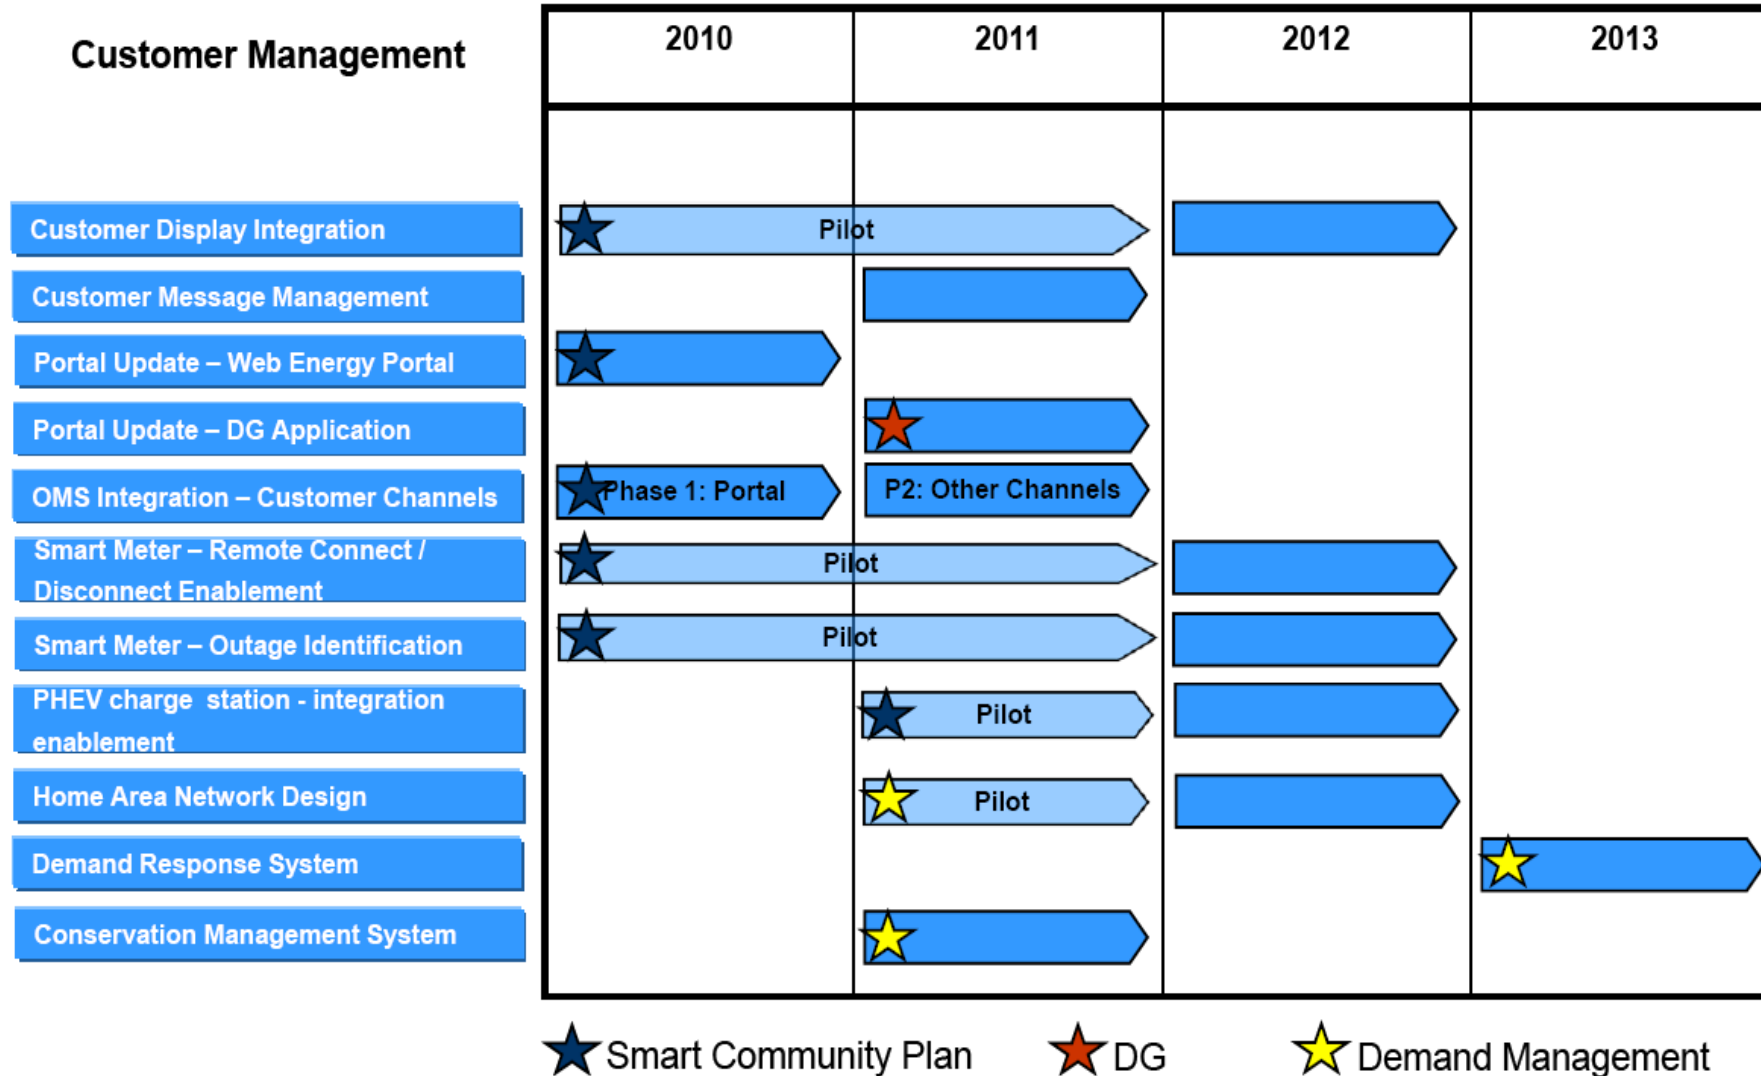 Customer Management
2010
2011
2012
2013
Customer Display Integration
Pilot
Customer Message Management
Portal Update – Web Energy Portal
Portal Update – DG Application
OMS Integration – Customer Channels
Phase 1: Portal
P2: Other Channels
Smart Meter – Remote Connect /
Disconnect Enablement
Pilot
Smart Meter – Outage Identification
Pilot
PHEV charge  station - integration
enablement
Pilot
Home Area Network Design
Pilot
Demand Response System
Conservation Management System
Smart Community Plan
DG
Demand Management